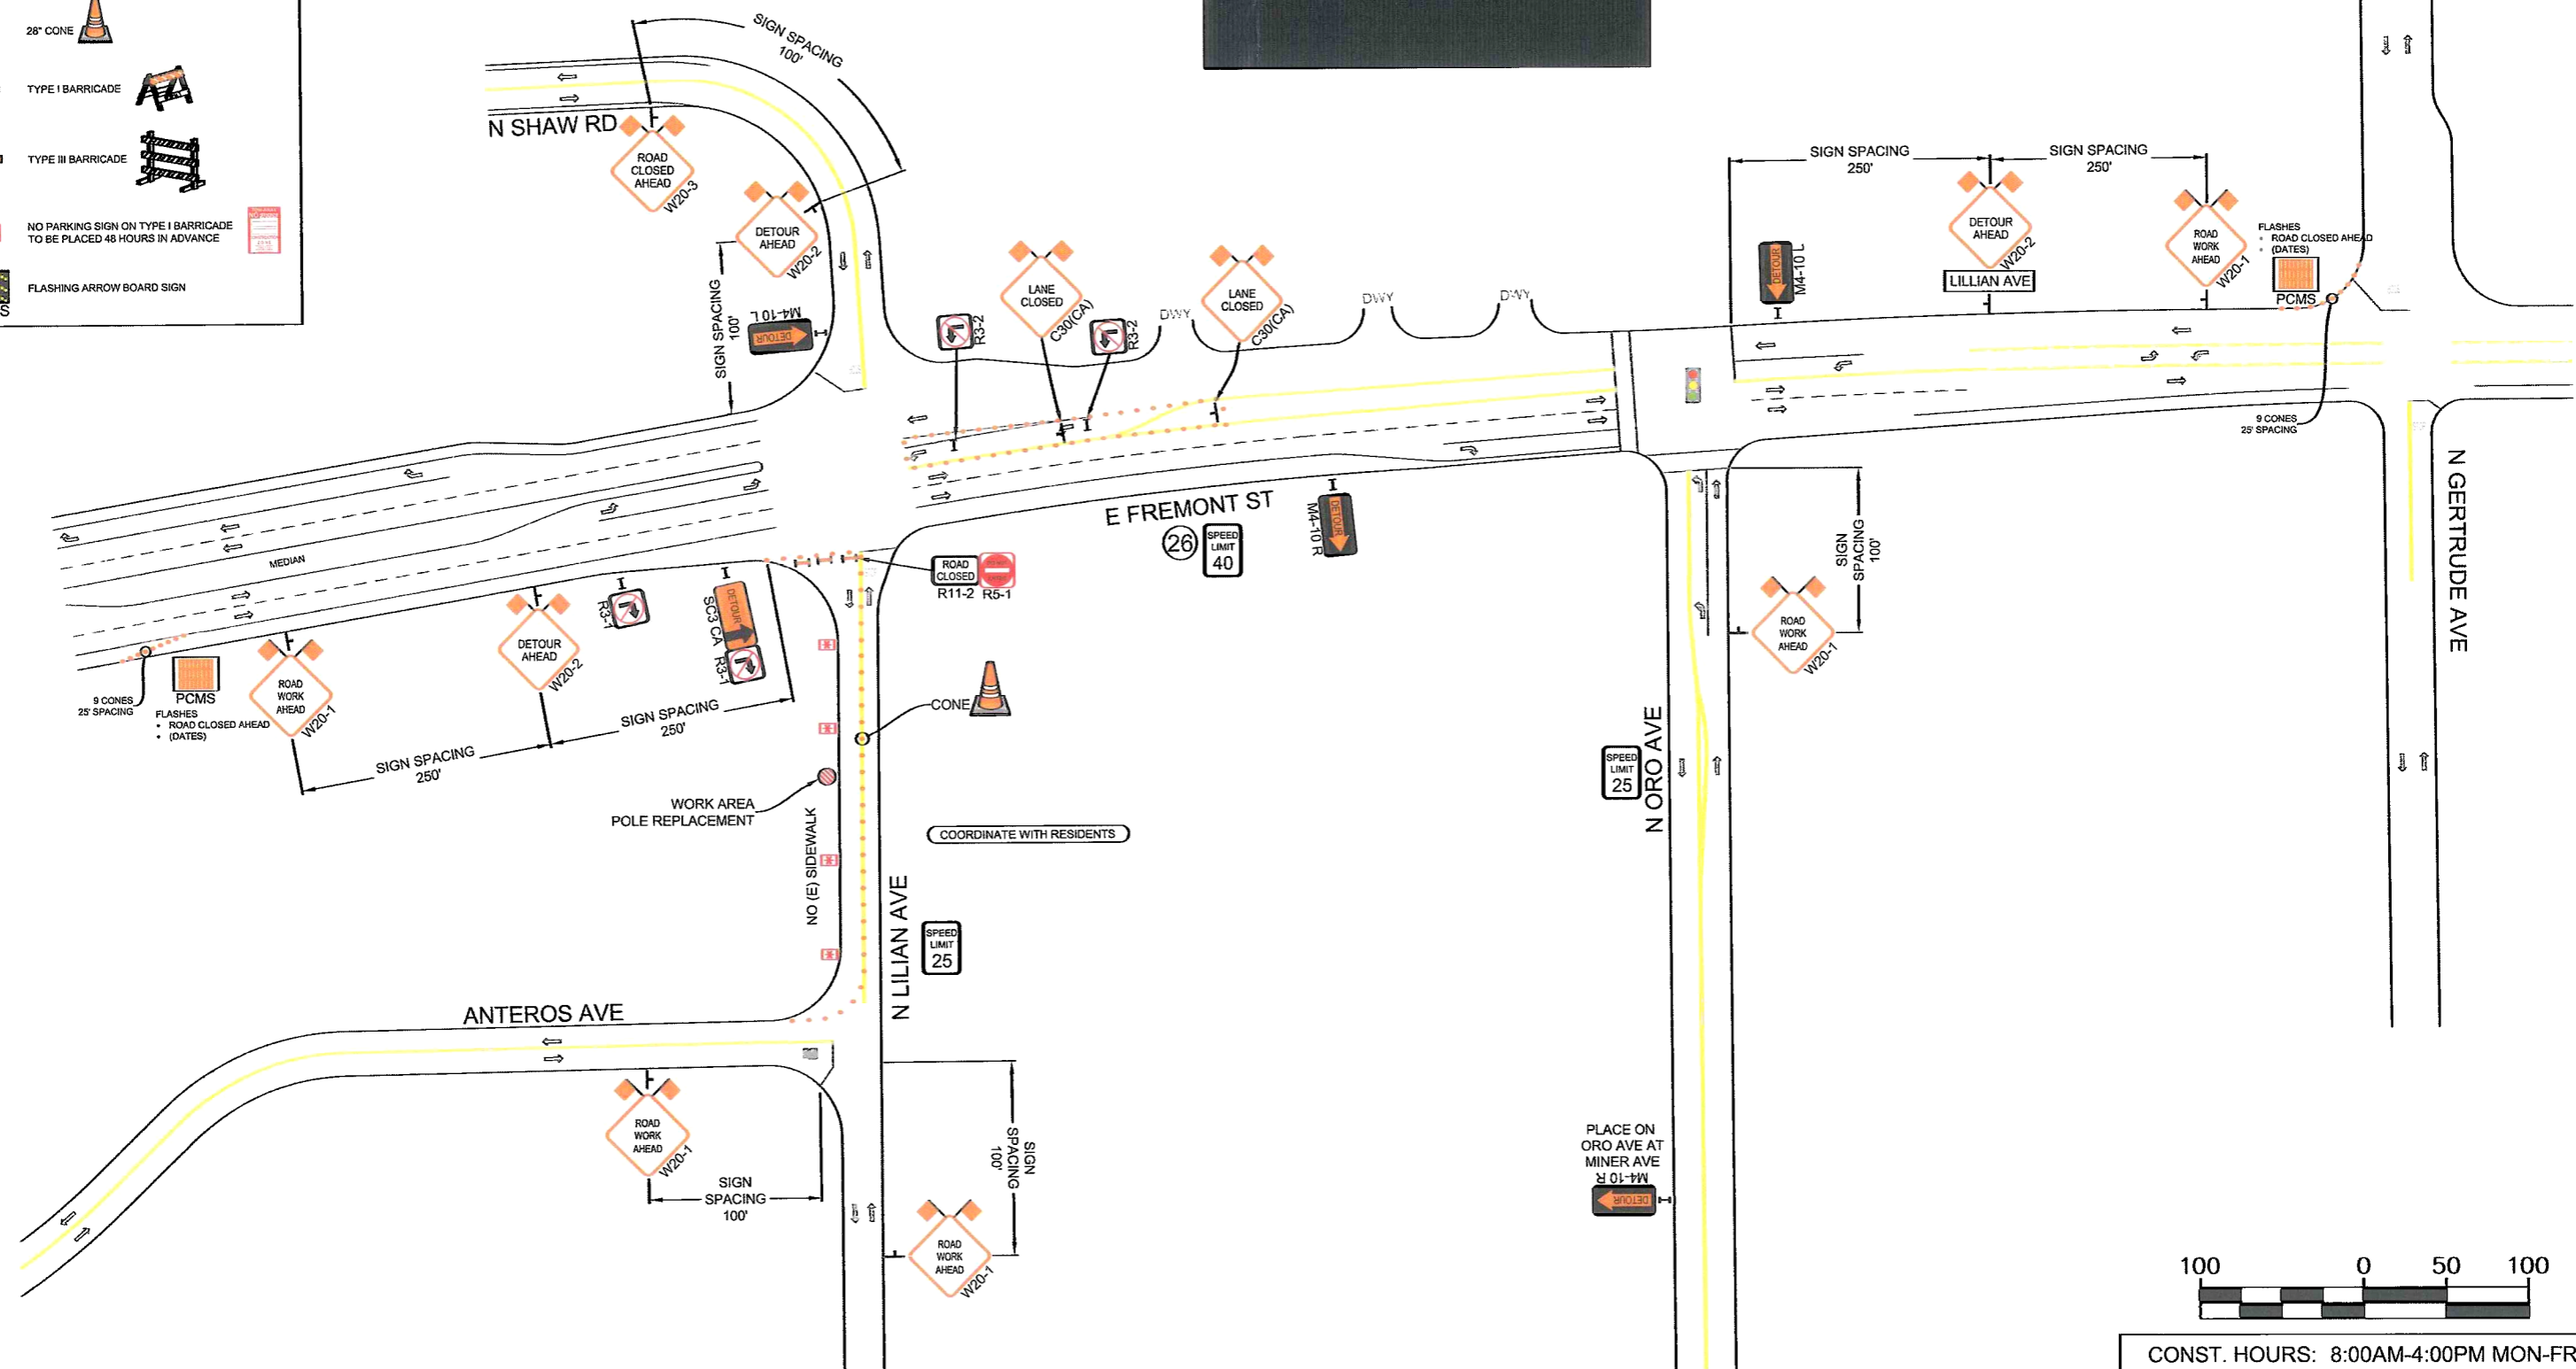 28" CONE
TYPE I BARRICADE
TYPE III BARRICADE
NO PARKING SIGN ON TYPE I BARRICADE
TO BE PLACED 48 HOURS IN ADVANCE
FLASHING ARROW BOARD SIGN
S
SIGN SPACING
100'
N SHAW RD
ROAD
CLOSED
AHEAD
W20-3
DETOUR
AHEAD
W20-2
SIGN SPACING
100'
M4-10 L
DETOUR
R3-2
LANE
CLOSED
C30(CA)
R3-2
DWY
LANE
CLOSED
C30(CA)
DWY
DWY
SIGN SPACING
250'
SIGN SPACING
250'
DETOUR
M4-10 L
DETOUR
AHEAD
W20-2
LILLIAN AVE
ROAD
WORK
AHEAD
W20-1
FLASHES
• ROAD CLOSED AHEAD
• (DATES)
PCMS
9 CONES
25' SPACING
MEDIAN
E FREMONT ST
26
SPEED
LIMIT
40
DETOUR
M4-10 R
ROAD
CLOSED
R11-2
R5-1
9 CONES
25' SPACING
PCMS
FLASHES
• ROAD CLOSED AHEAD
• (DATES)
ROAD
WORK
AHEAD
W20-1
DETOUR
AHEAD
W20-2
R3-1
DETOUR
SC3 CA
R3-1
SIGN SPACING
250'
SIGN SPACING
250'
CONE
WORK AREA
POLE REPLACEMENT
NO (E) SIDEWALK
COORDINATE WITH RESIDENTS
N LILIAN AVE
SPEED
LIMIT
25
ANTEROS AVE
ROAD
WORK
AHEAD
W20-1
SIGN
SPACING
100'
SIGN
SPACING
100'
ROAD
WORK
AHEAD
W20-1
SIGN
SPACING
100'
ROAD
WORK
AHEAD
W20-1
SPEED
LIMIT
25
N ORO AVE
PLACE ON
ORO AVE AT
MINER AVE
M4-10 R
DETOUR
N GERTRUDE AVE
100 0 50 100
CONST. HOURS: 8:00AM-4:00PM MON-FR